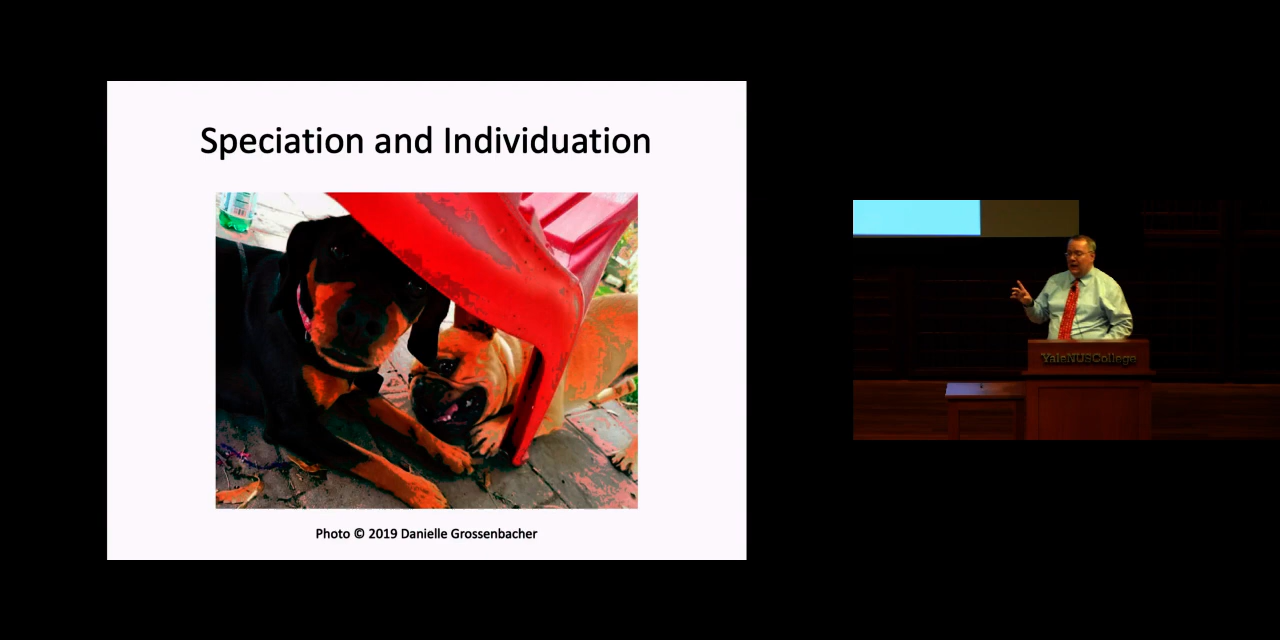 Speciation and Individuation
Photo © 2019 Danielle Grossenbacher
YaleNUSCollege